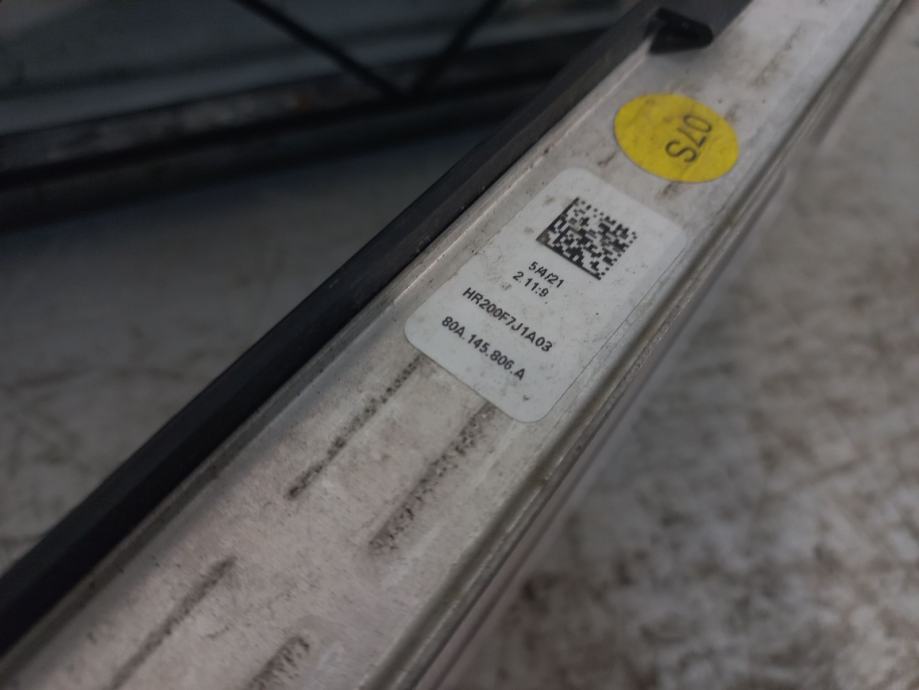 07S
5/4/21
2.11:9
HR200F7J1A03
80A.145.806.A